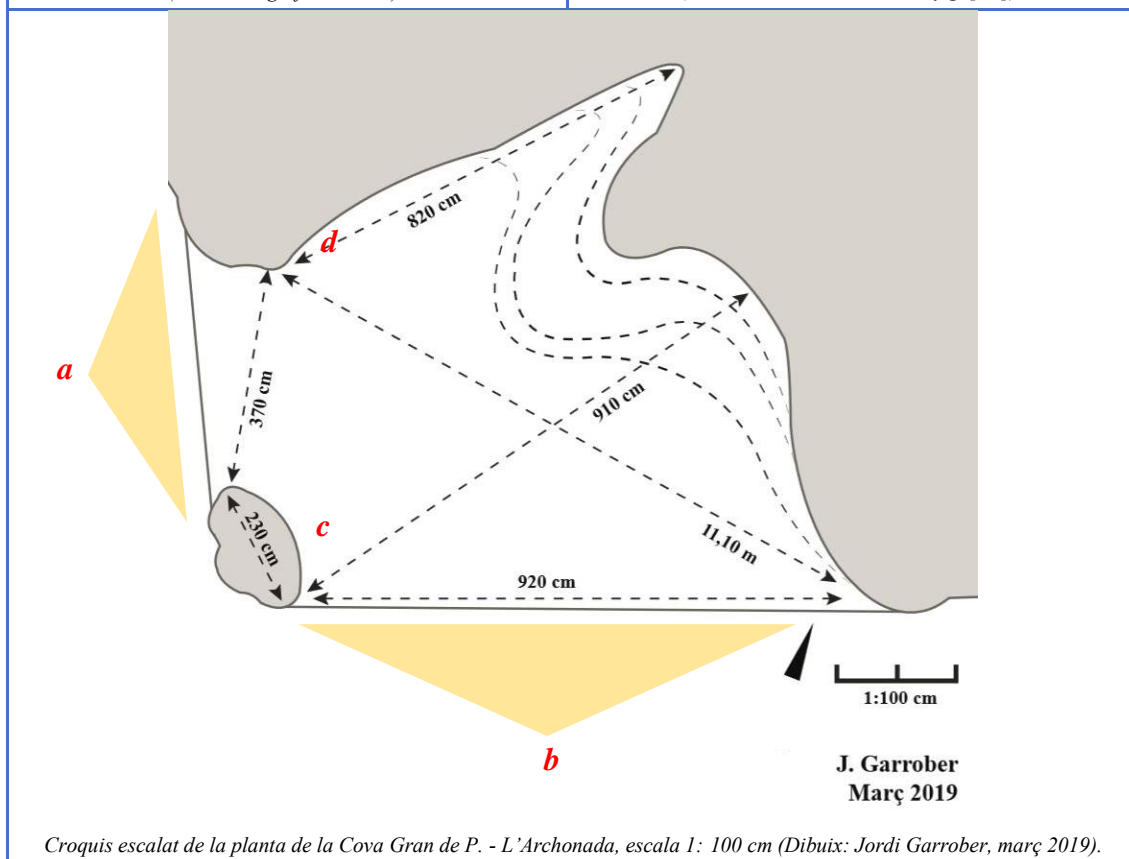 820 cm
d
a
370 cm
910 cm
230 cm
c
11,10 m
920 cm
1:100 cm
b
J. Garrober
Març 2019
Croquis escalat de la planta de la Cova Gran de P. - L’Archonada, escala 1: 100 cm (Dibuix: Jordi Garrober, març 2019).